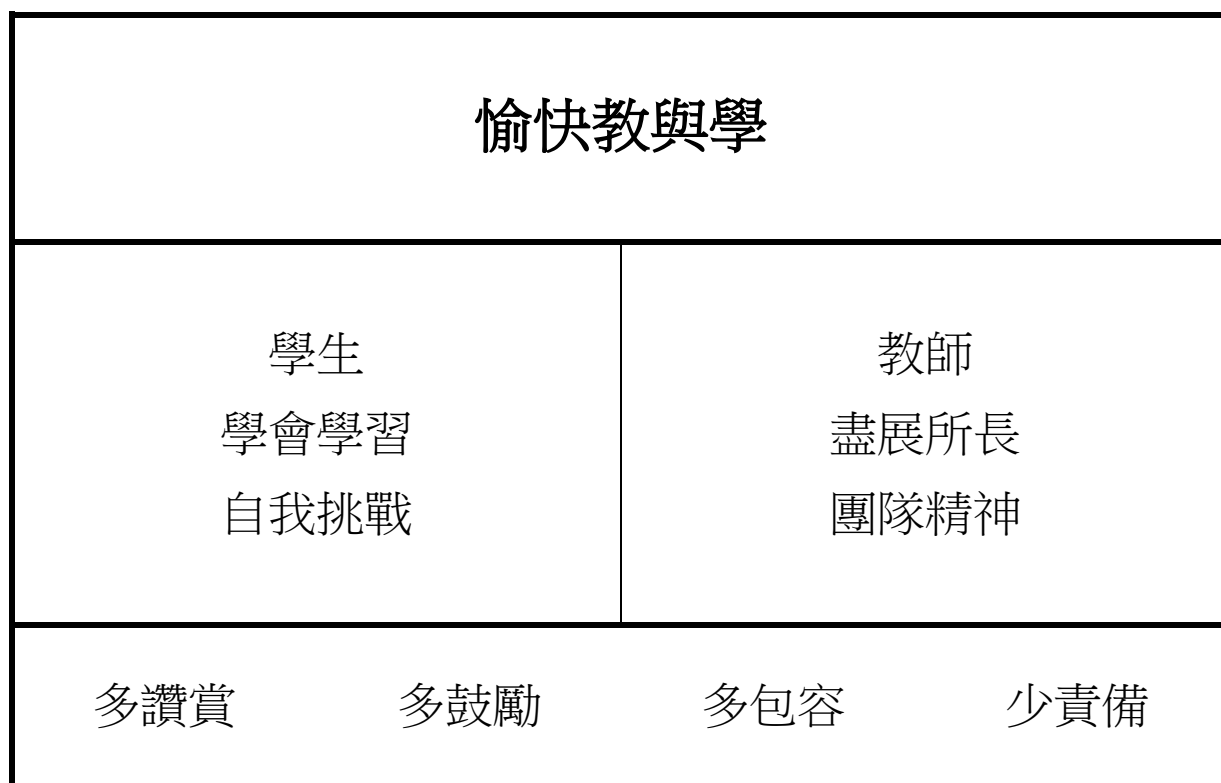 愉快教與學
學生
學會學習
自我挑戰
教師
盡展所長
團隊精神
多讚賞 多鼓勵 多包容 少責備